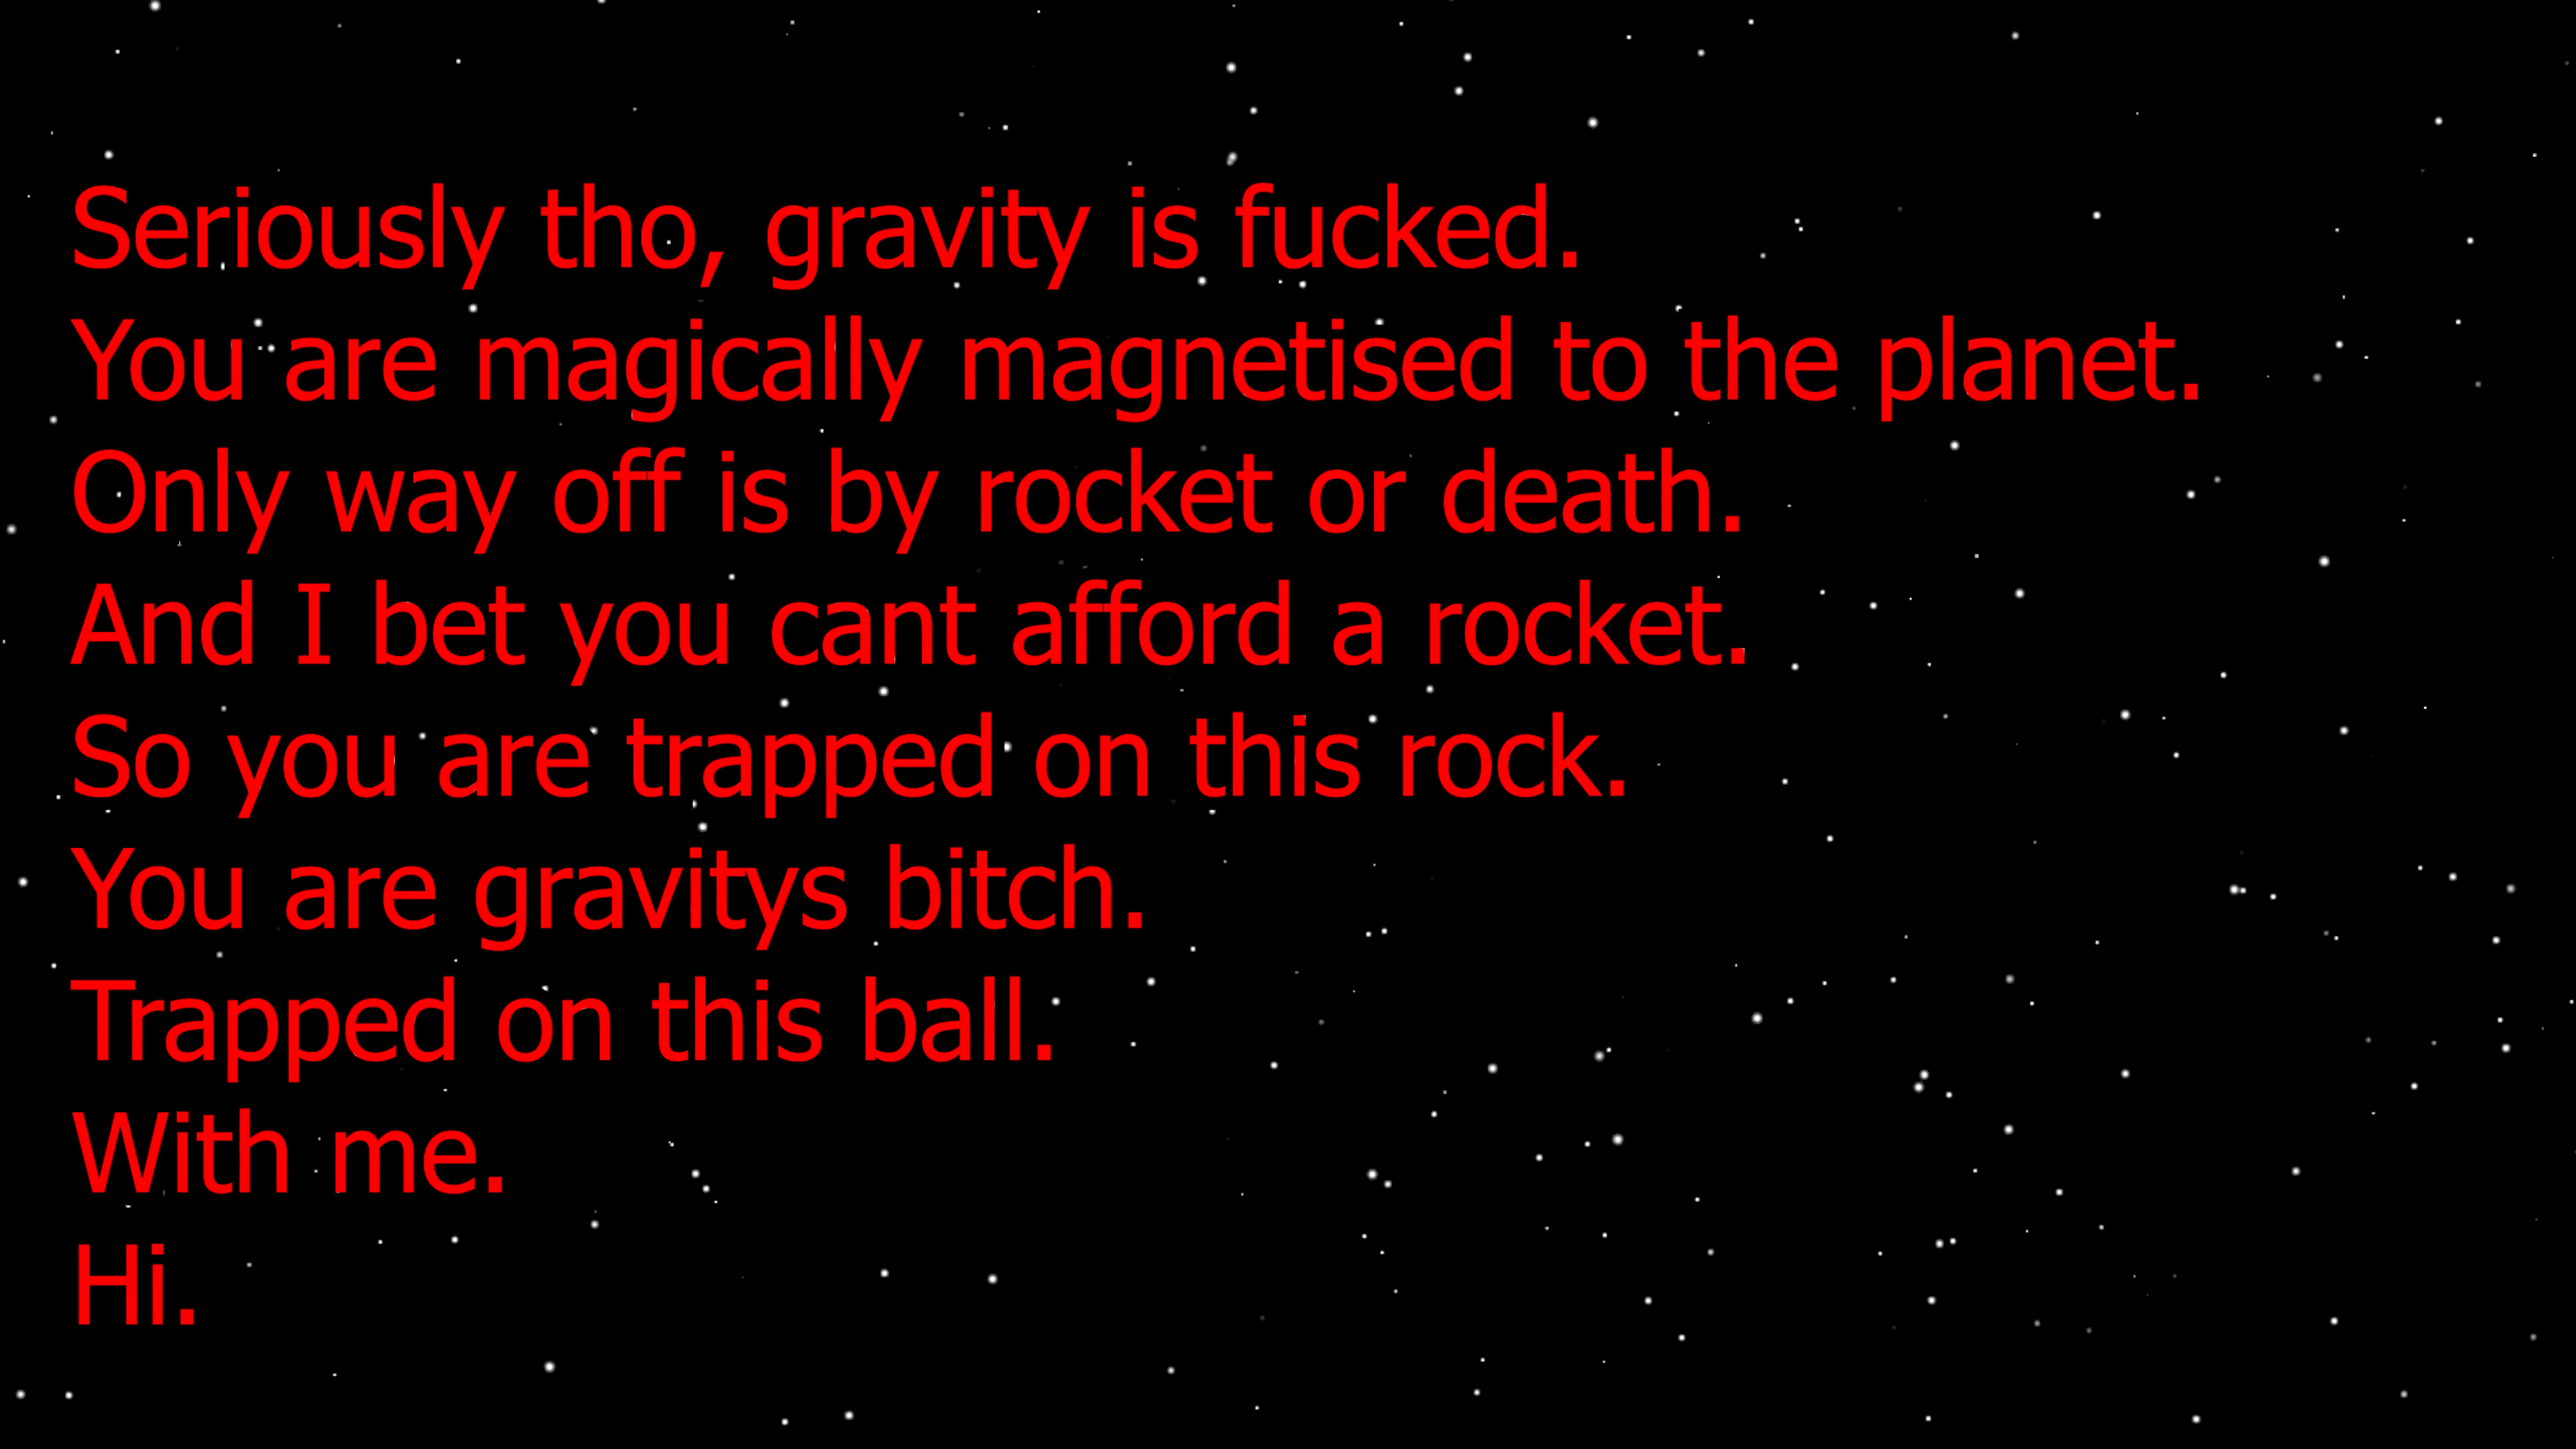 Seriously tho, gravity is fucked.
You are magically magnetised to the planet.
Only way off is by rocket or death.
And I bet you cant afford a rocket.
So you are trapped on this rock.
You are gravitys bitch.
Trapped on this ball.
With me.
Hi.